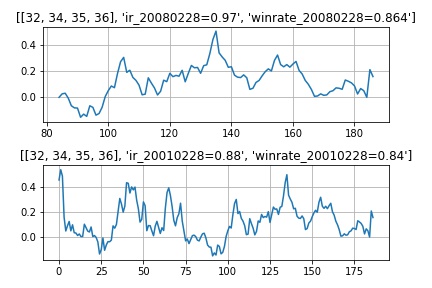 [[32, 34, 35, 36], 'ir_20080228=0.97', 'winrate_20080228=0.864']
0.4
0.2
0.0
80 100 120 140 160 180
[[32, 34, 35, 36], 'ir_20010228=0.88', 'winrate_20010228=0.84']
0.4
0.2
0.0
0 25 50 75 100 125 150 175